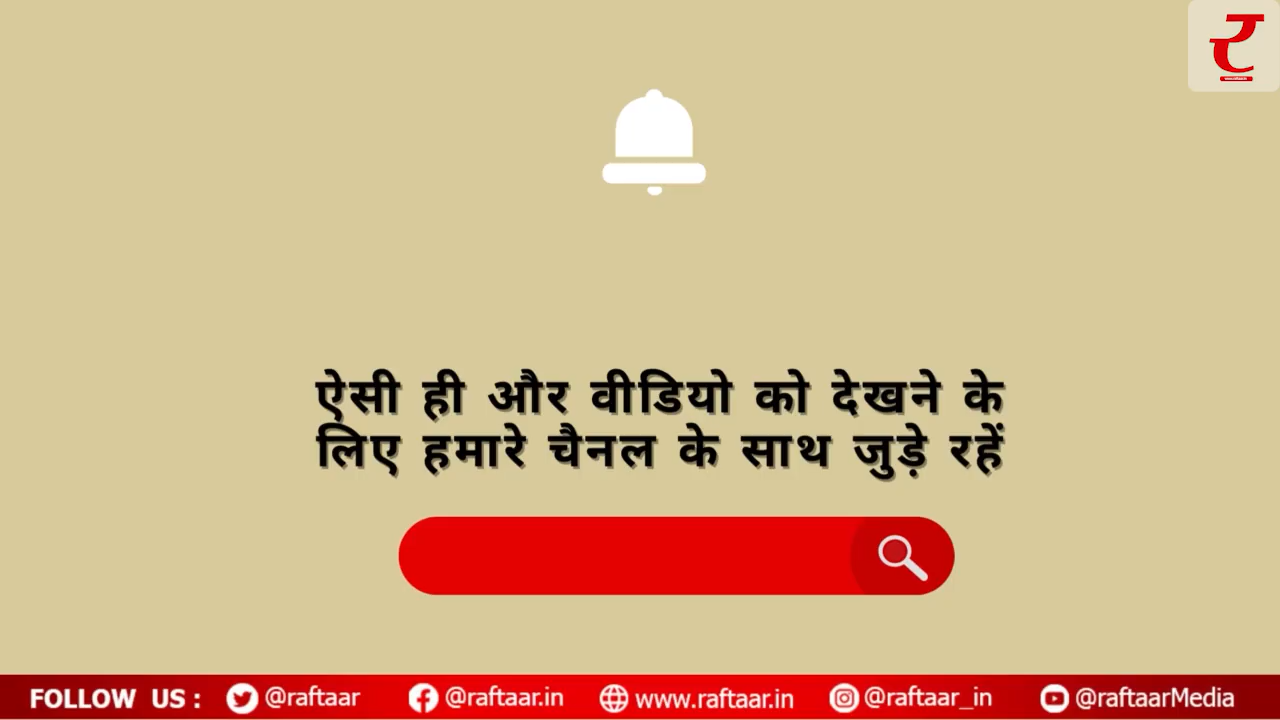 ऐसी ही और वीडियो को देखने के
लिए हमारे चैनल के साथ जुड़े रहें
FOLLOW US : @raftaar @raftaar.in www.raftaar.in @raftaar_in @raftaarMedia